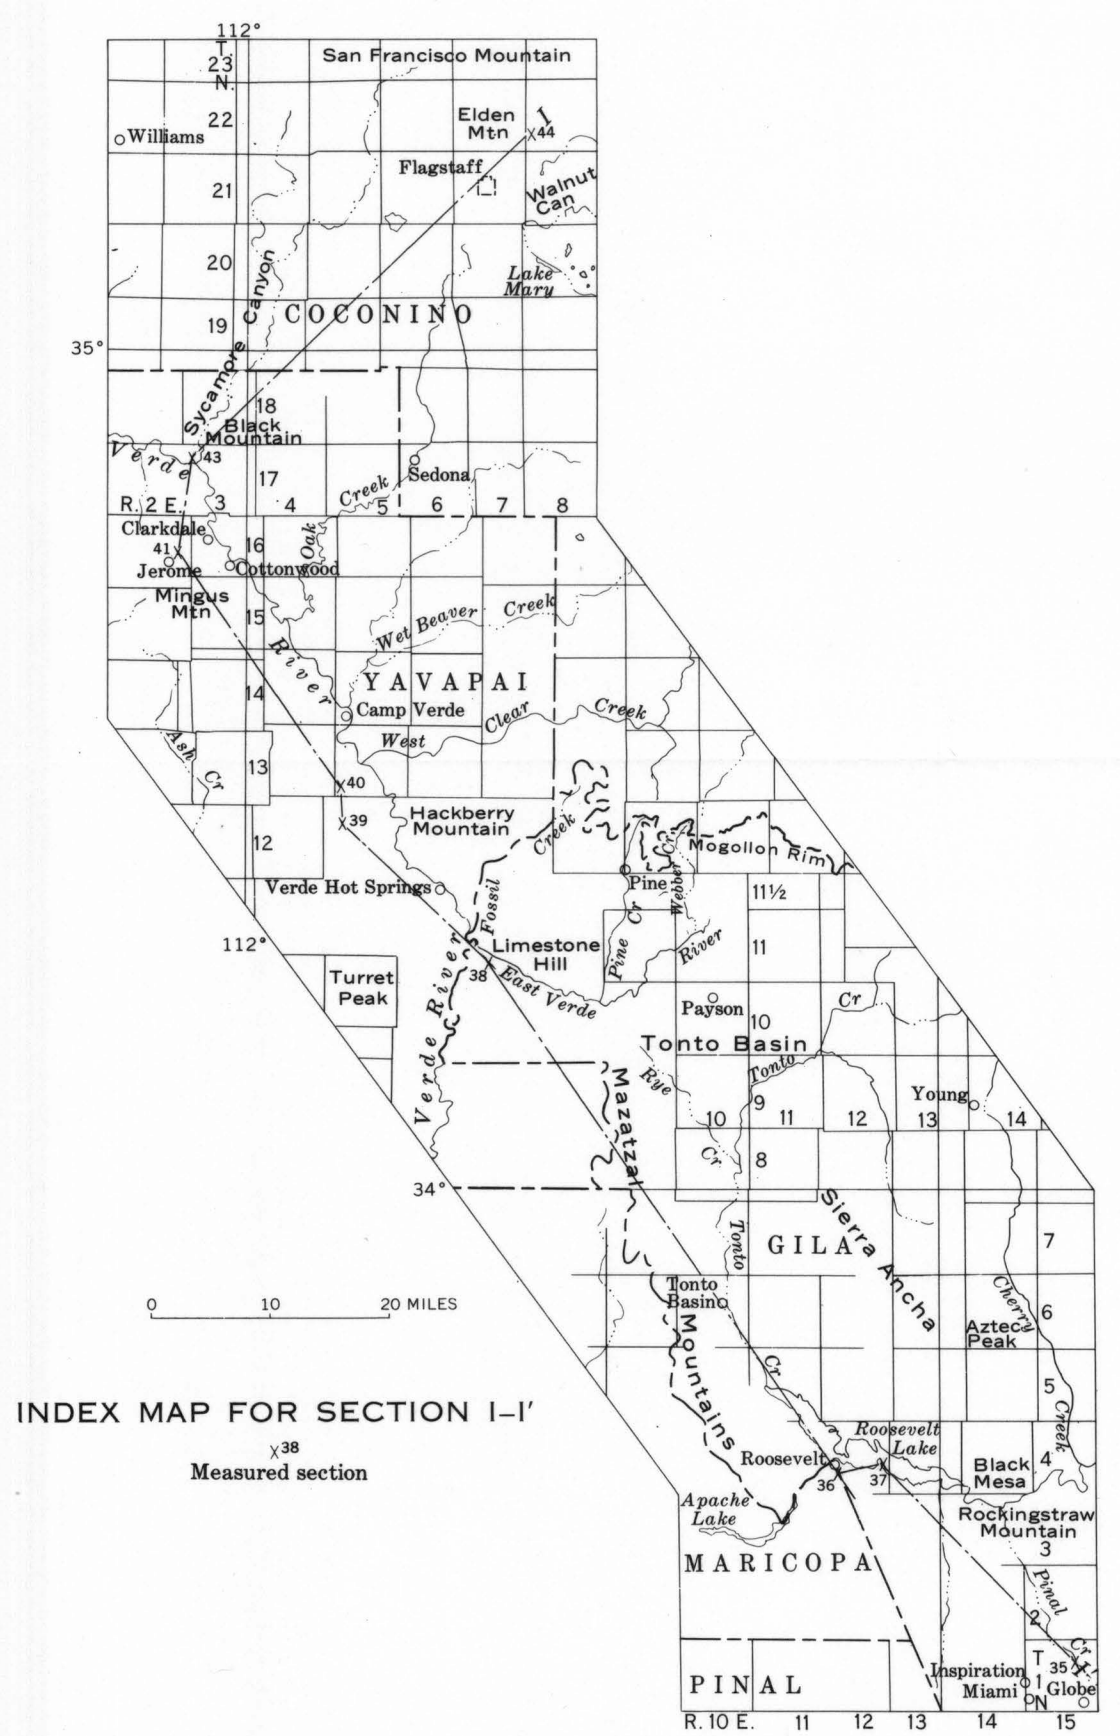 112°
T.
23
N.
San Francisco Mountain
22
Elden
Mtn
I
44
Williams
Flagstaff
21
Walnut
Can
20
Lake
Mary
Sycamore Canyon
COCONINO
19
35°
18
Black
Mountain
Verde
43
17
Sedona
Creek
R. 2 E.
3
4
5
6
7
8
Clarkdale
16
Oak
41
Jerome
Cottonwood
Mingus
Mtn
15
Wet Beaver Creek
River
YAVAPAI
14
Camp Verde
West Clear Creek
Ash
Cr
13
40
39
Hackberry
Mountain
12
Creek
Mogollon Rim
Verde Hot Springs
Fossil
Pine
Webber
Cr
11½
Cr
112°
Limestone
Hill
Pine
River
11
Turret
Peak
38
East Verde
Verde River
Payson
10
Cr
Tonto Basin
Rye
Tonto
Mazatzal
9
Young
10
11
12
13
14
Cr
8
34°
Sierra Ancha
Tonto
GILA
7
Tonto
Basin
Cherry
6
0
10
20 MILES
Mountains
Aztec
Peak
Cr
5
INDEX MAP FOR SECTION I–I'
Creek
38
Measured section
Roosevelt
Lake
Roosevelt
36
37
Black
Mesa
4
Apache
Lake
Rockingstraw
Mountain
3
MARICOPA
Pinal
2
Cr
I'
PINAL
Inspiration
Miami
T
1
N
35
Globe
R. 10 E.
11
12
13
14
15